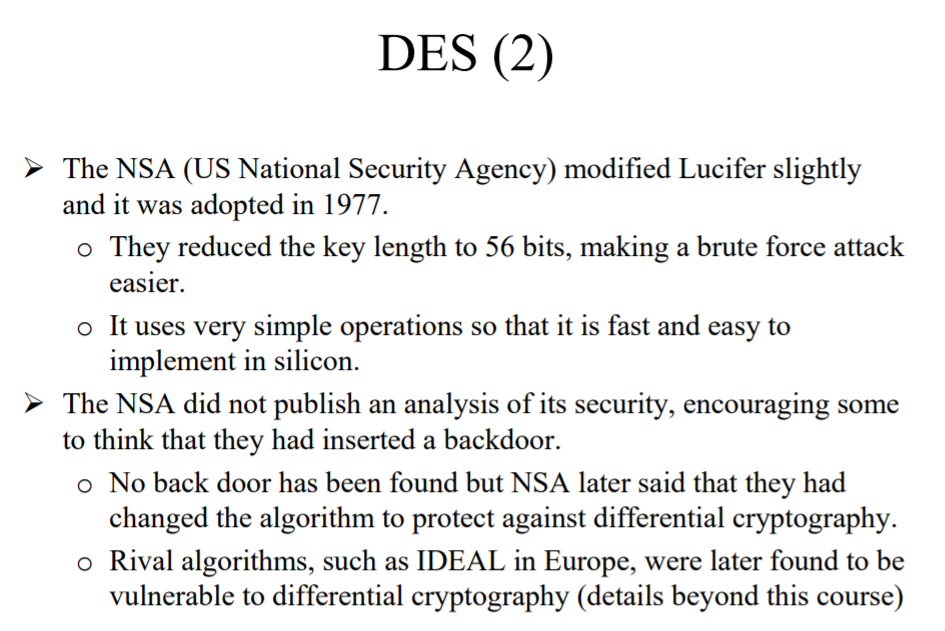 DES (2)
➢ The NSA (US National Security Agency) modified Lucifer slightly
and it was adopted in 1977.
o They reduced the key length to 56 bits, making a brute force attack
easier.
o It uses very simple operations so that it is fast and easy to
implement in silicon.
➢ The NSA did not publish an analysis of its security, encouraging some
to think that they had inserted a backdoor.
o No back door has been found but NSA later said that they had
changed the algorithm to protect against differential cryptography.
o Rival algorithms, such as IDEAL in Europe, were later found to be
vulnerable to differential cryptography (details beyond this course)